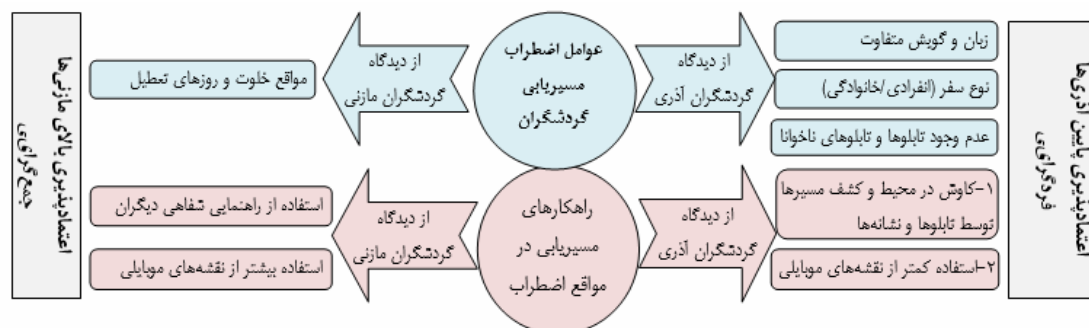 اعتمادپذیری پایین آذری‌ها
فردگرایی
زبان و گویش متفاوت
نوع سفر (انفرادی/خانوادگی)
عدم وجود تابلوها و تابلوهای ناخوانا
از دیدگاه
گردشگران آذری
عوامل اضطراب
مسیریابی
گردشگران
از دیدگاه
گردشگران مازنی
مواقع خلوت و روزهای تعطیل
۱-کاوش در محیط و کشف مسیرها
توسط تابلوها و نشانه‌ها
۲-استفاده کمتر از نقشه‌های موبایلی
از دیدگاه
گردشگران آذری
راهکارهای
مسیریابی در
مواقع اضطراب
از دیدگاه
گردشگران مازنی
استفاده از راهنمایی شفاهی دیگران
استفاده بیشتر از نقشه‌های موبایلی
اعتمادپذیری بالای مازنی‌ها
جمع‌گرایی